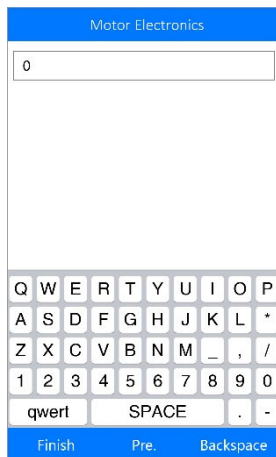 Motor Electronics
0
Q W E R T Y U I O P
A S D F G H J K L *
Z X C V B N M _ , /
1 2 3 4 5 6 7 8 9 0
qwert SPACE . -
Finish Pre. Backspace